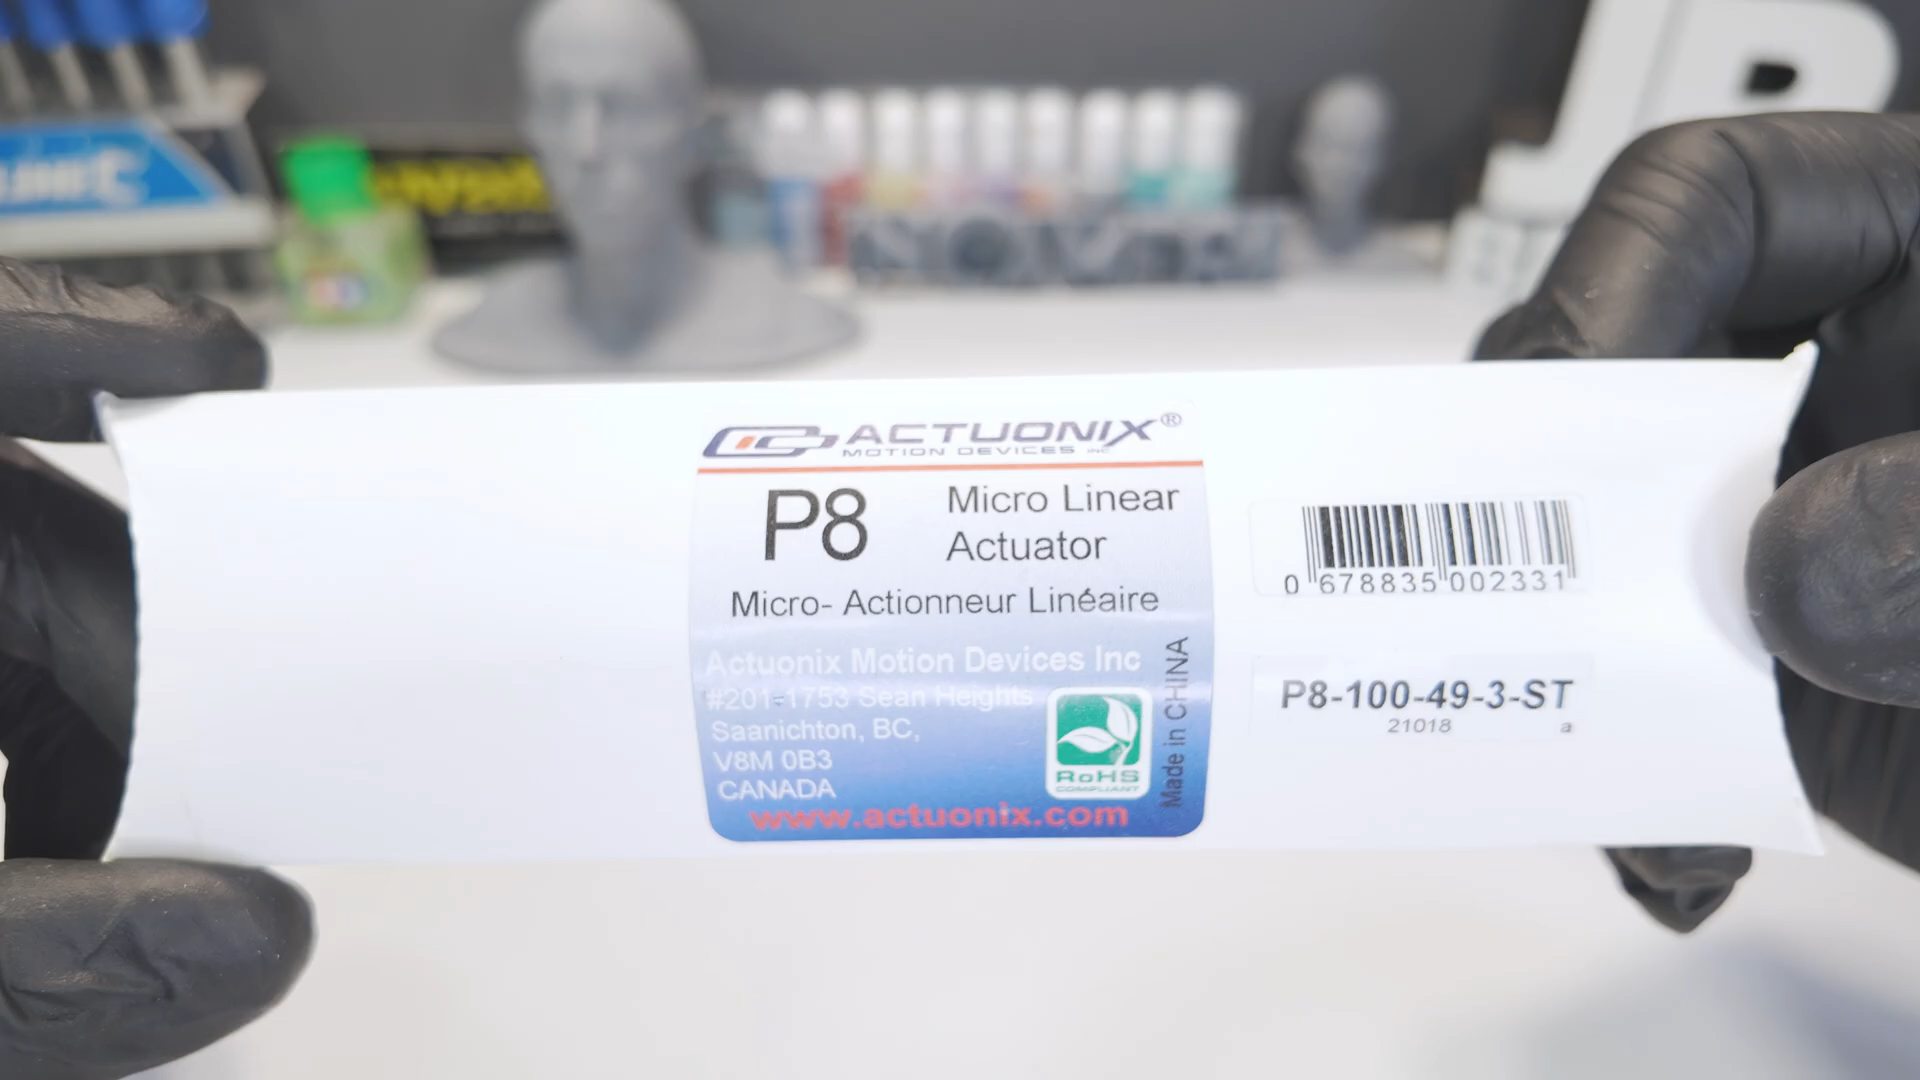 ACTUONIX®
MOTION DEVICES INC
P8
Micro Linear
Actuator
Micro- Actionneur Linéaire
Actuonix Motion Devices Inc
#201-1753 Sean Heights
Saanichton, BC,
V8M 0B3
CANADA
www.actuonix.com
RoHS
COMPLIANT
Made in CHINA
0 678835 002331
P8-100-49-3-ST
21018 a